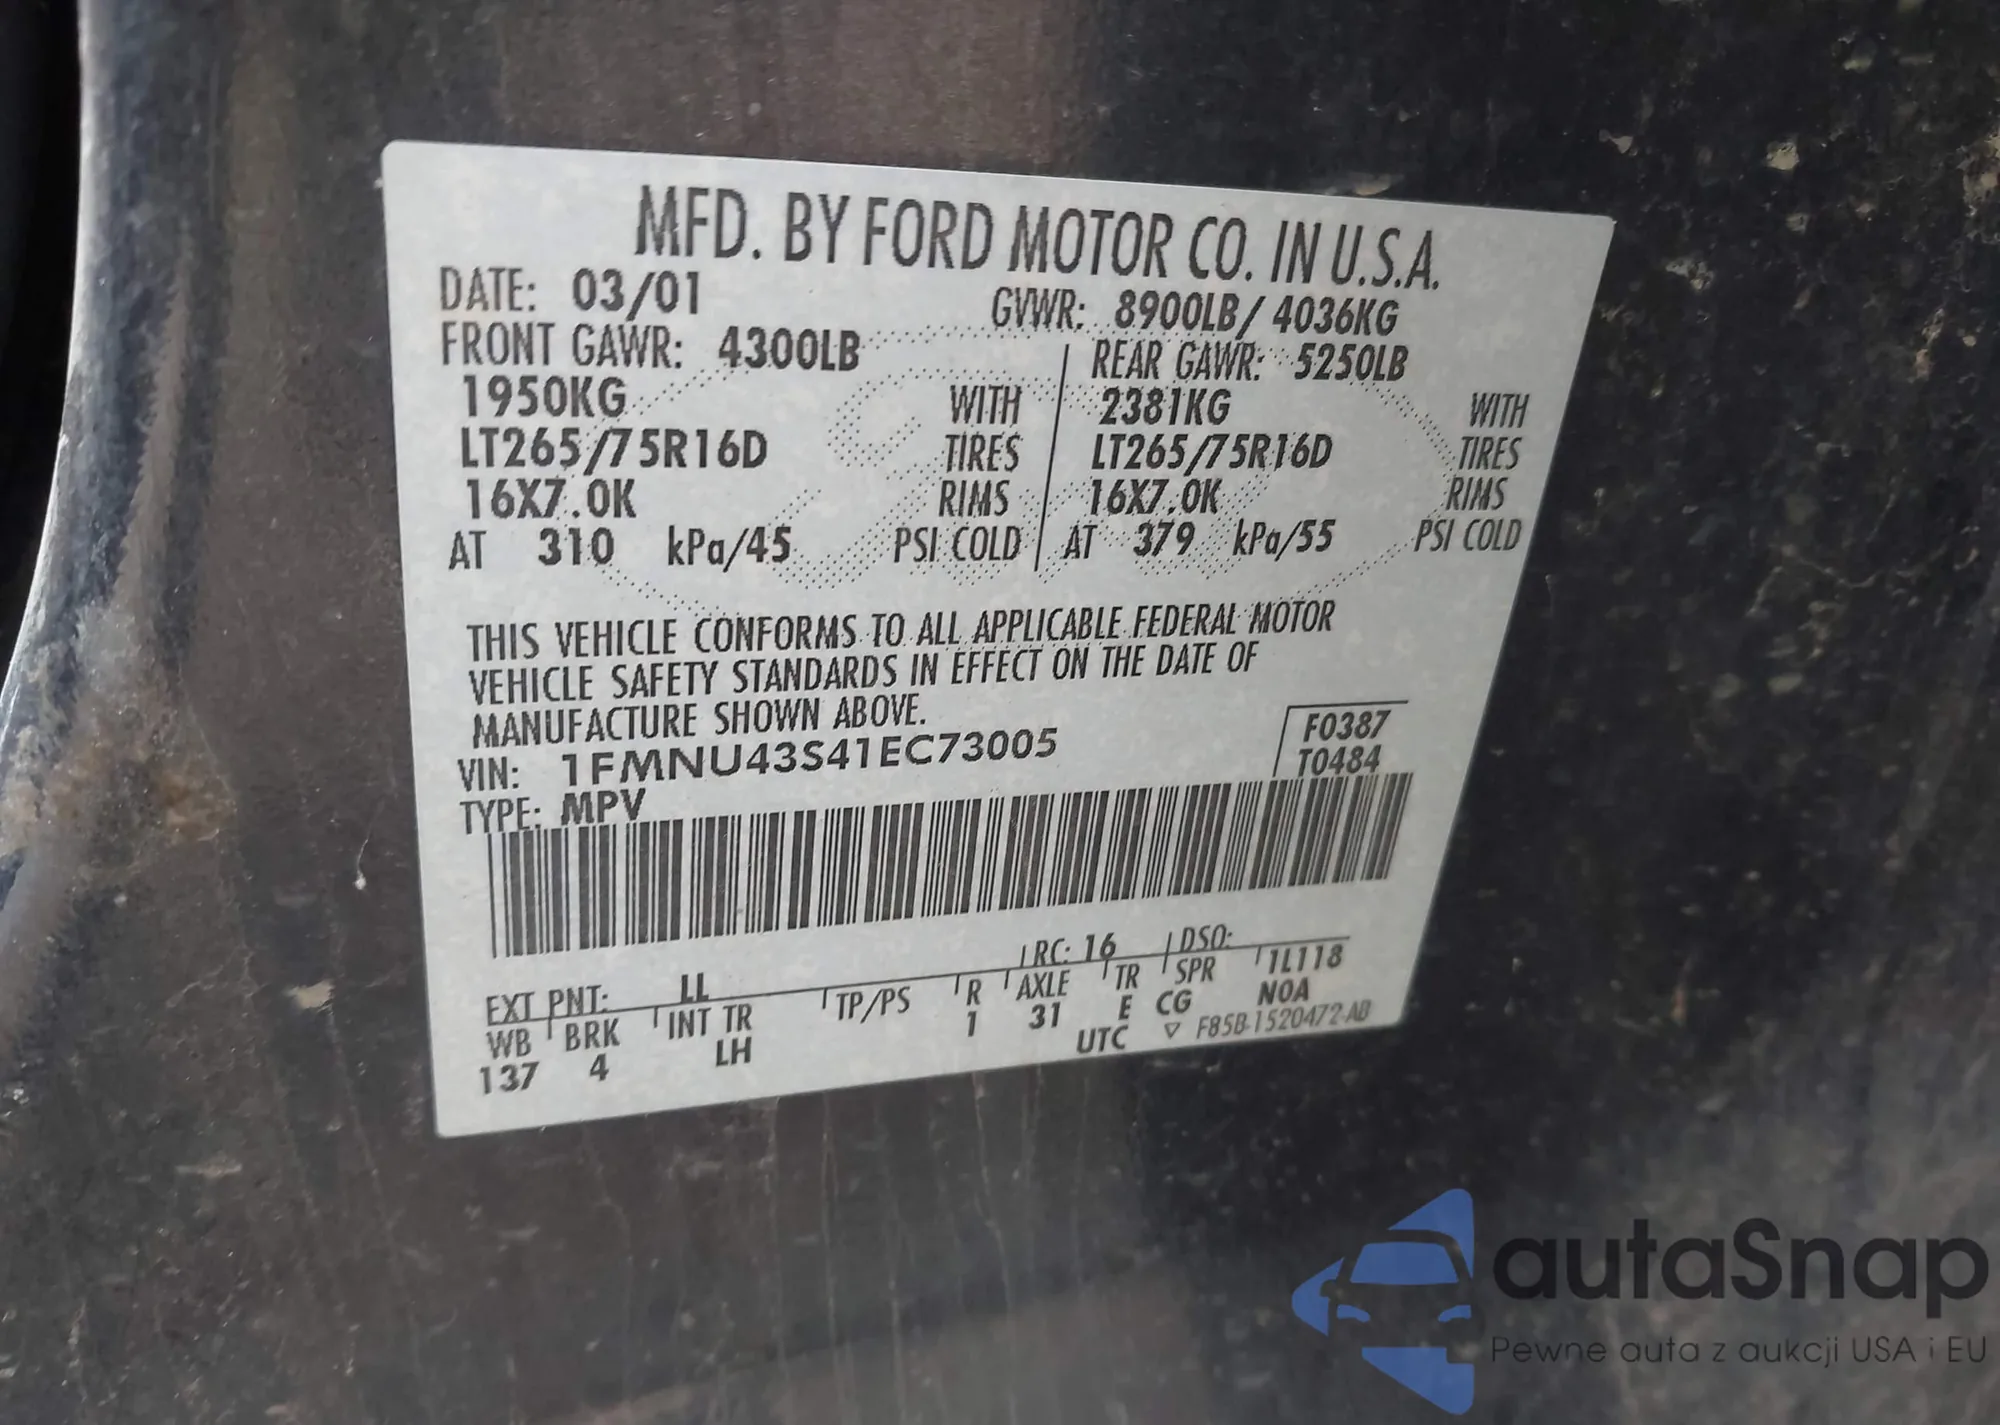 MFD. BY FORD MOTOR CO. IN U.S.A.
DATE: 03/01 GVWR: 8900LB/ 4036KG
FRONT GAWR: 4300LB REAR GAWR: 5250LB
1950KG WITH 2381KG WITH
LT265/75R16D TIRES LT265/75R16D TIRES
16X7.0K RIMS 16X7.0K RIMS
AT 310 kPa/45 PSI COLD AT 379 kPa/55 PSI COLD
THIS VEHICLE CONFORMS TO ALL APPLICABLE FEDERAL MOTOR
VEHICLE SAFETY STANDARDS IN EFFECT ON THE DATE OF
MANUFACTURE SHOWN ABOVE.
VIN: 1FMNU43S41EC73005 F0387
TYPE: MPV T0484
EXT PNT: LL RC: 16 DSO:
WB BRK INT TR TP/PS R AXLE TR SPR 1L118
137 4 LH 1 31 E CG N0A
UTC ▽ F85B-1520472-AB
autaSnap
Pewne auta z aukcji USA i EU